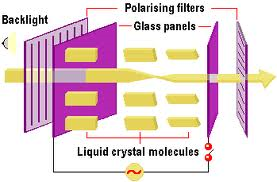 Polarising filters
Backlight
Glass panels
Liquid crystal molecules